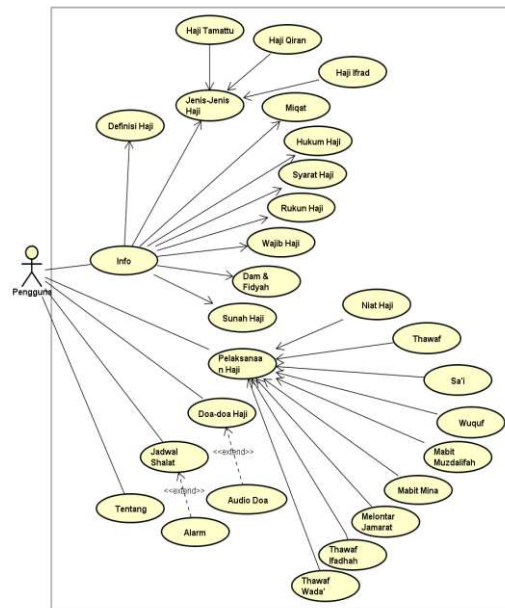 Haji Tamattu
Haji Qiran
Haji Ifrad
Jenis-Jenis
Haji
Miqat
Definisi Haji
Hukum Haji
Syarat Haji
Rukun Haji
Wajib Haji
Info
Dam &
Fidyah
Pengguna
Sunah Haji
Niat Haji
Thawaf
Pelaksanaa
n Haji
Sa'i
Doa-doa Haji
Wuquf
Jadwal
Shalat
<<extend>>
Mabit
Muzdalifah
<<extend>>
Mabit Mina
Audio Doa
Tentang
Alarm
Melontar
Jamarat
Thawaf
Ifadhah
Thawaf
Wada'